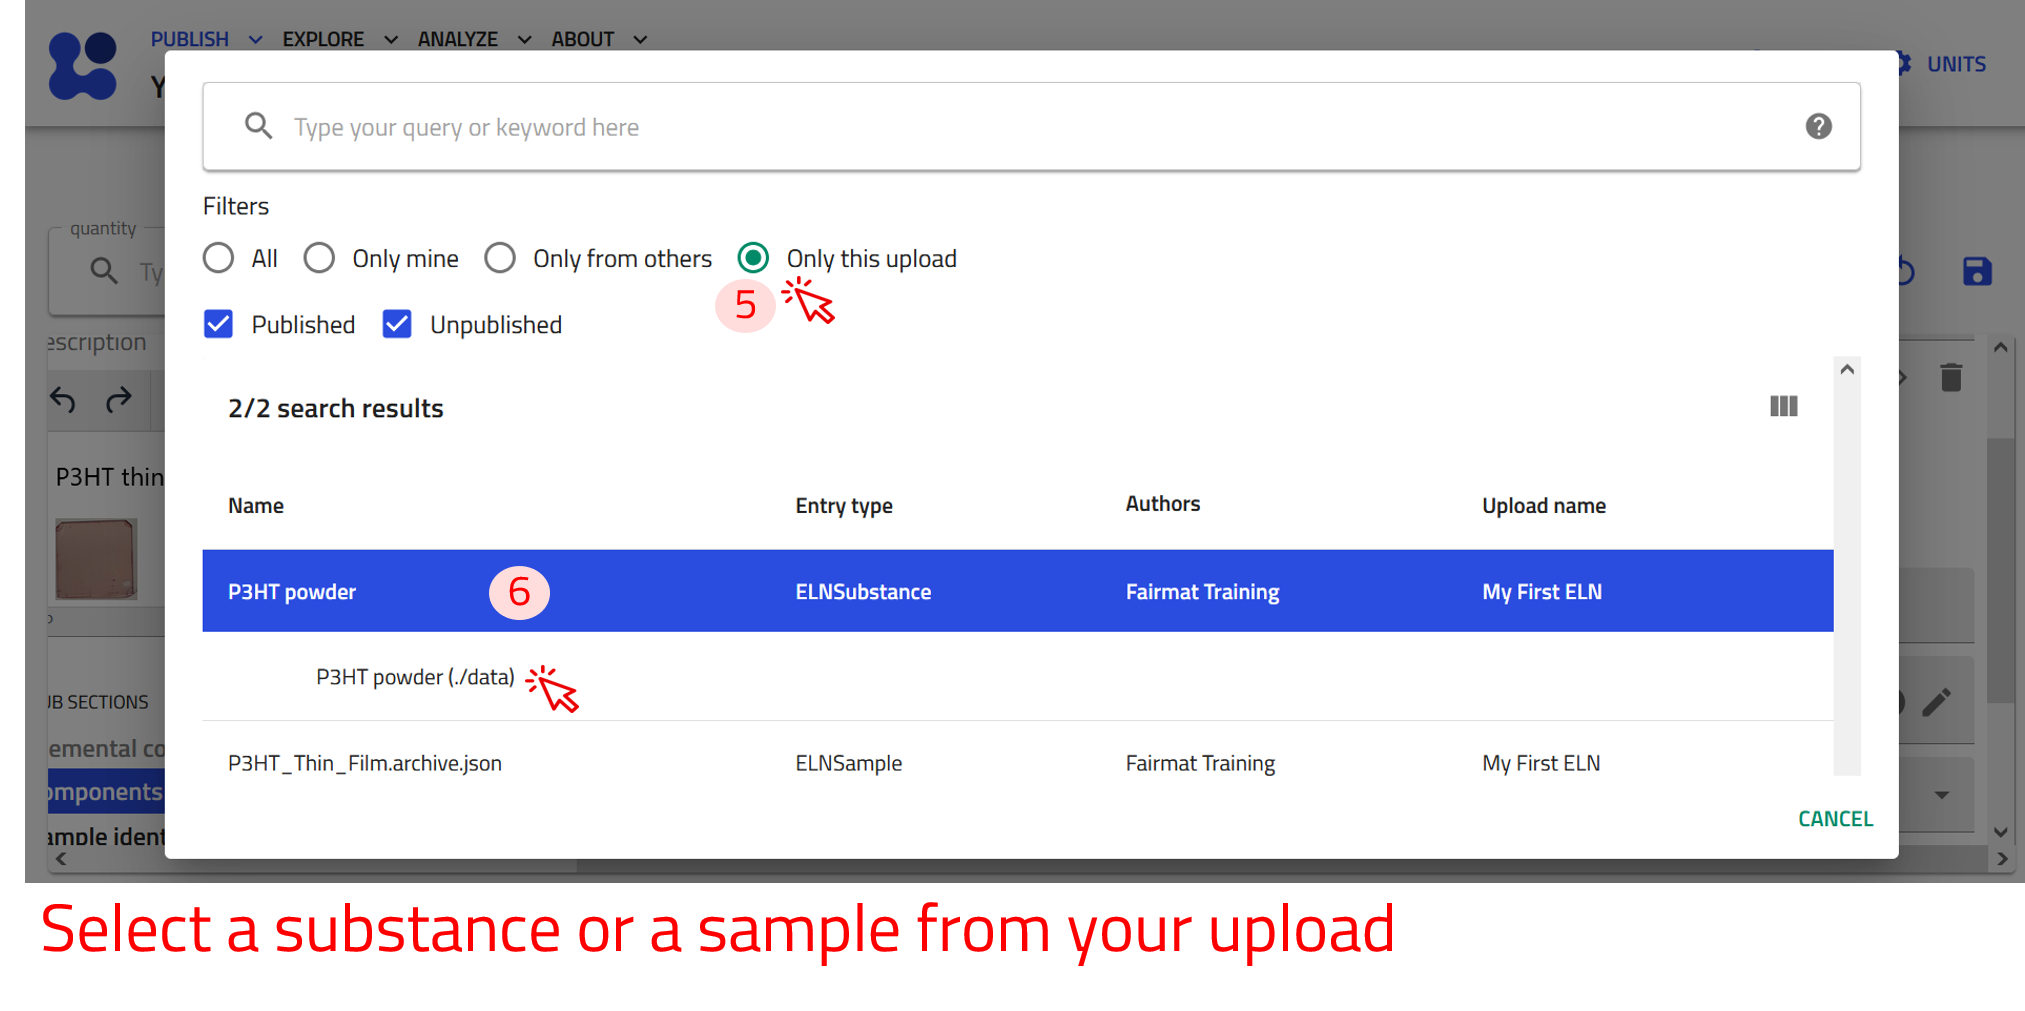 PUBLISH EXPLORE ANALYZE ABOUT
Y
UNITS
Type your query or keyword here
Filters
quantity
All Only mine Only from others Only this upload
Ty
5
Published Unpublished
escription
2/2 search results
P3HT thin
Name Entry type Authors Upload name
P3HT powder 6 ELNSubstance Fairmat Training My First ELN
P3HT powder (./data)
UB SECTIONS
emental co
P3HT_Thin_Film.archive.json ELNSample Fairmat Training My First ELN
omponents
CANCEL
ample ident
Select a substance or a sample from your upload